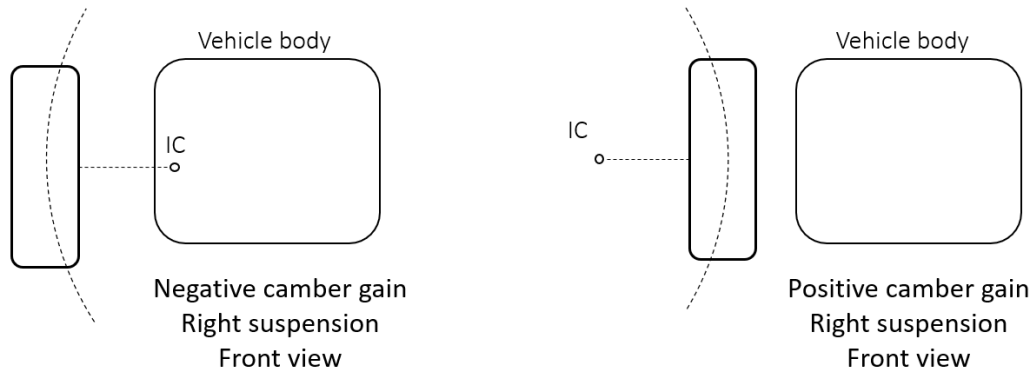 Vehicle body
IC
Negative camber gain
Right suspension
Front view
Vehicle body
IC
Positive camber gain
Right suspension
Front view